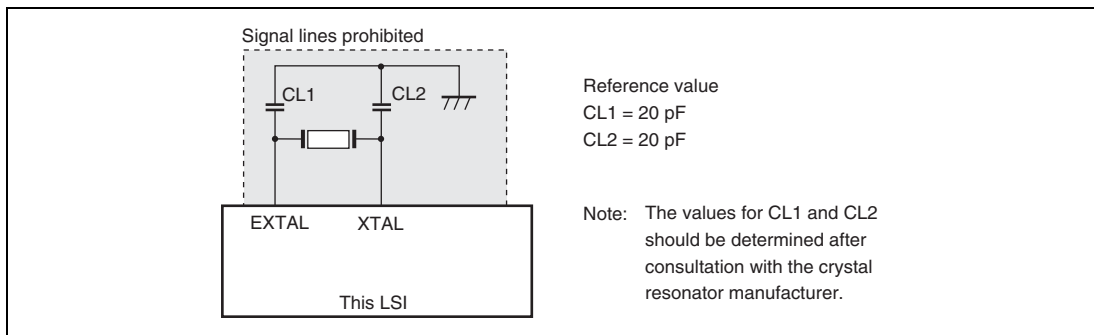 Signal lines prohibited
CL1
CL2
EXTAL
XTAL
This LSI
Reference value
CL1 = 20 pF
CL2 = 20 pF
Note: The values for CL1 and CL2
should be determined after
consultation with the crystal
resonator manufacturer.